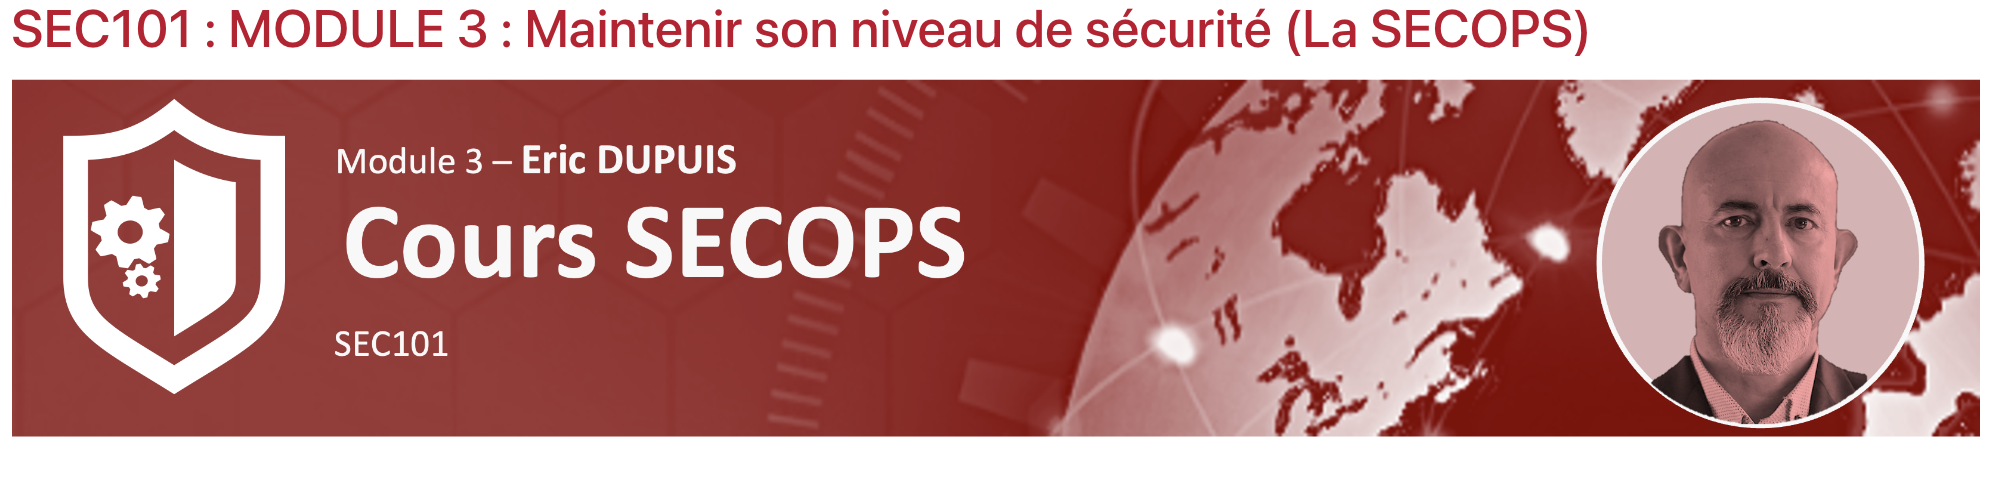 SEC101 : MODULE 3 : Maintenir son niveau de sécurité (La SECOPS)
Module 3 – Eric DUPUIS
Cours SECOPS
SEC101